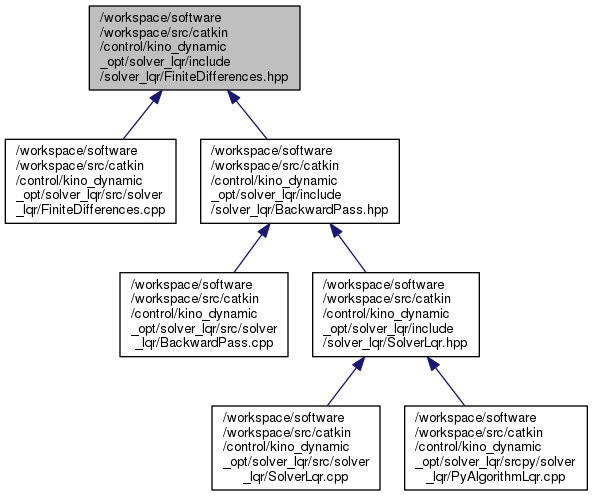 /workspace/software
/workspace/src/catkin
/control/kino_dynamic
_opt/solver_lqr/include
/solver_lqr/FiniteDifferences.hpp
/workspace/software
/workspace/src/catkin
/control/kino_dynamic
_opt/solver_lqr/src/solver
_lqr/FiniteDifferences.cpp
/workspace/software
/workspace/src/catkin
/control/kino_dynamic
_opt/solver_lqr/include
/solver_lqr/BackwardPass.hpp
/workspace/software
/workspace/src/catkin
/control/kino_dynamic
_opt/solver_lqr/src/solver
_lqr/BackwardPass.cpp
/workspace/software
/workspace/src/catkin
/control/kino_dynamic
_opt/solver_lqr/include
/solver_lqr/SolverLqr.hpp
/workspace/software
/workspace/src/catkin
/control/kino_dynamic
_opt/solver_lqr/src/solver
_lqr/SolverLqr.cpp
/workspace/software
/workspace/src/catkin
/control/kino_dynamic
_opt/solver_lqr/srcpy/solver
_lqr/PyAlgorithmLqr.cpp